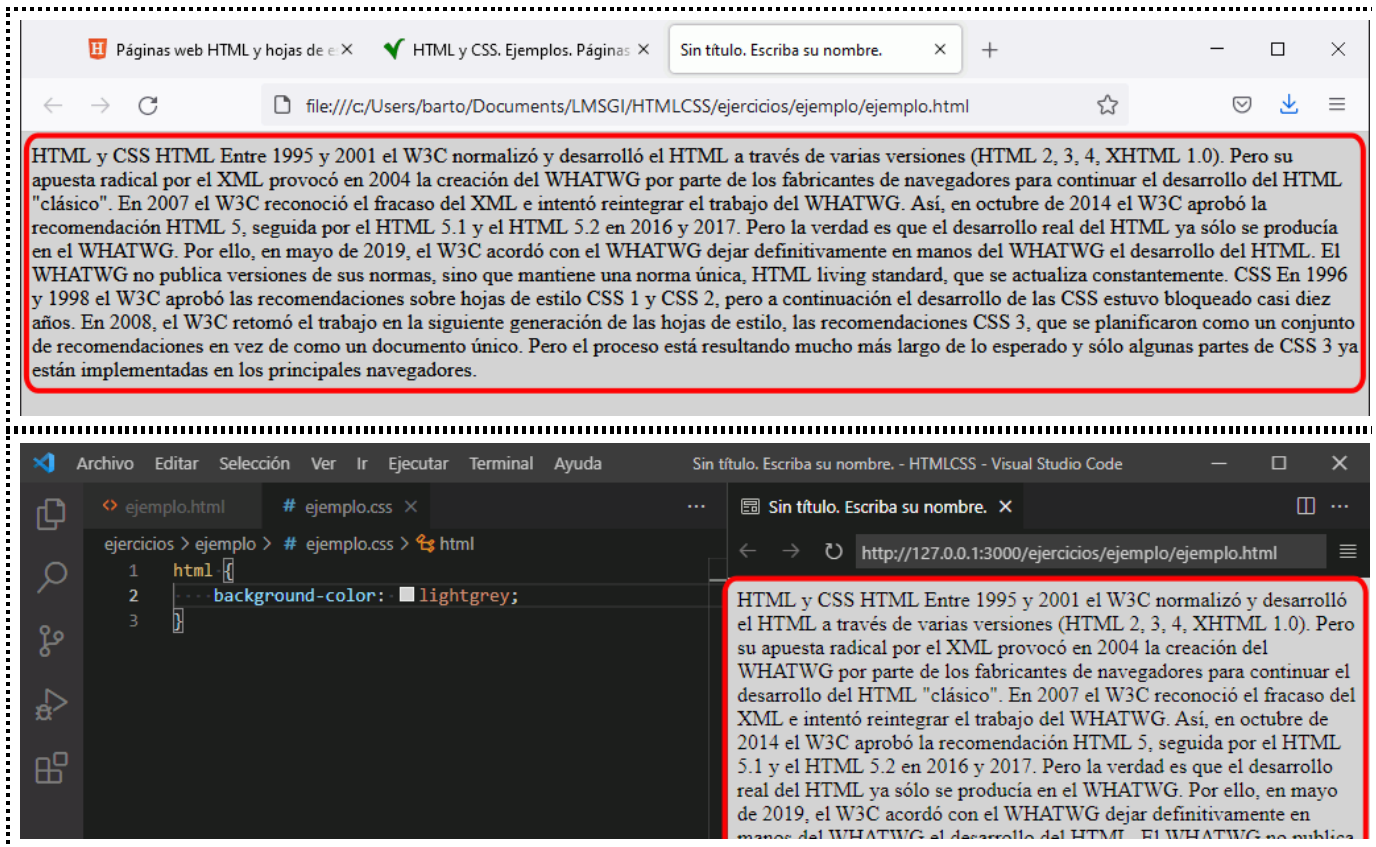 Páginas web HTML y hojas de e
HTML y CSS. Ejemplos. Páginas
Sin título. Escriba su nombre.
file:///c:/Users/barto/Documents/LMSGI/HTMLCSS/ejercicios/ejemplo/ejemplo.html
HTML y CSS HTML Entre 1995 y 2001 el W3C normalizó y desarrolló el HTML a través de varias versiones (HTML 2, 3, 4, XHTML 1.0). Pero su
apuesta radical por el XML provocó en 2004 la creación del WHATWG por parte de los fabricantes de navegadores para continuar el desarrollo del HTML
"clásico". En 2007 el W3C reconoció el fracaso del XML e intentó reintegrar el trabajo del WHATWG. Así, en octubre de 2014 el W3C aprobó la
recomendación HTML 5, seguida por el HTML 5.1 y el HTML 5.2 en 2016 y 2017. Pero la verdad es que el desarrollo real del HTML ya sólo se producía
en el WHATWG. Por ello, en mayo de 2019, el W3C acordó con el WHATWG dejar definitivamente en manos del WHATWG el desarrollo del HTML. El
WHATWG no publica versiones de sus normas, sino que mantiene una norma única, HTML living standard, que se actualiza constantemente. CSS En 1996
y 1998 el W3C aprobó las recomendaciones sobre hojas de estilo CSS 1 y CSS 2, pero a continuación el desarrollo de las CSS estuvo bloqueado casi diez
años. En 2008, el W3C retomó el trabajo en la siguiente generación de las hojas de estilo, las recomendaciones CSS 3, que se planificaron como un conjunto
de recomendaciones en vez de como un documento único. Pero el proceso está resultando mucho más largo de lo esperado y sólo algunas partes de CSS 3 ya
están implementadas en los principales navegadores.
Archivo Editar Selección Ver Ir Ejecutar Terminal Ayuda
Sin título. Escriba su nombre. - HTMLCSS - Visual Studio Code
ejemplo.html
# ejemplo.css
ejercicios > ejemplo > # ejemplo.css > html
1 html {
2 background-color: lightgrey;
3 }
Sin título. Escriba su nombre.
http://127.0.0.1:3000/ejercicios/ejemplo/ejemplo.html
HTML y CSS HTML Entre 1995 y 2001 el W3C normalizó y desarrolló
el HTML a través de varias versiones (HTML 2, 3, 4, XHTML 1.0). Pero
su apuesta radical por el XML provocó en 2004 la creación del
WHATWG por parte de los fabricantes de navegadores para continuar el
desarrollo del HTML "clásico". En 2007 el W3C reconoció el fracaso del
XML e intentó reintegrar el trabajo del WHATWG. Así, en octubre de
2014 el W3C aprobó la recomendación HTML 5, seguida por el HTML
5.1 y el HTML 5.2 en 2016 y 2017. Pero la verdad es que el desarrollo
real del HTML ya sólo se producía en el WHATWG. Por ello, en mayo
de 2019, el W3C acordó con el WHATWG dejar definitivamente en
manos del WHATWG el desarrollo del HTML. El WHATWG no publica